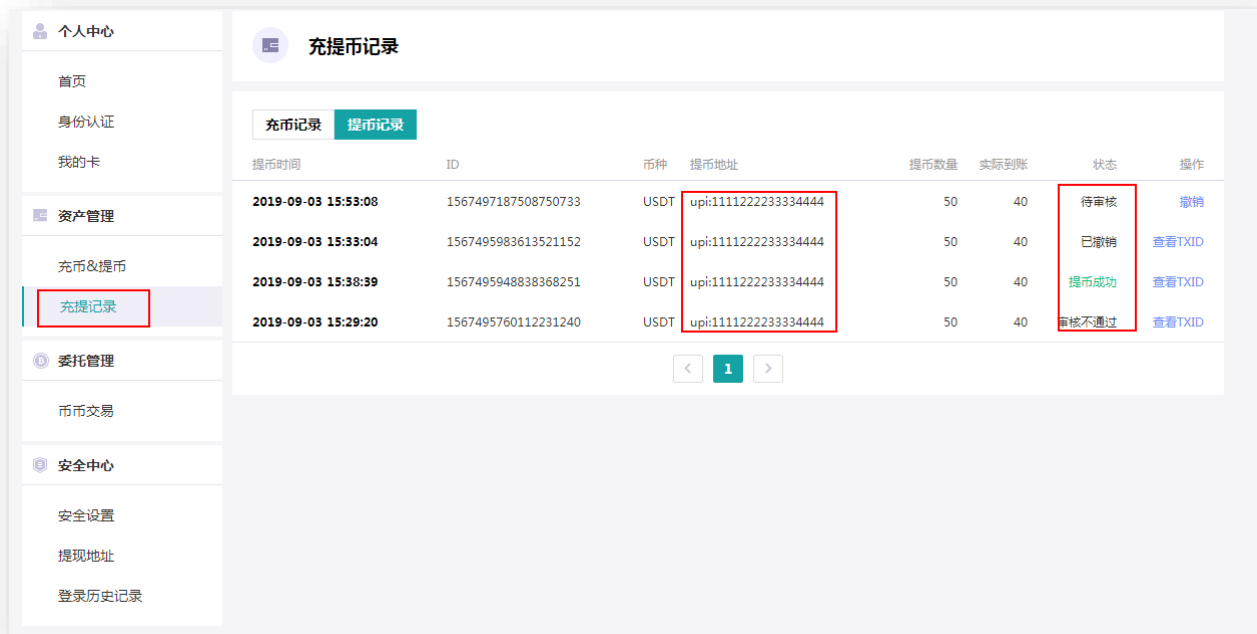 个人中心
首页
身份认证
我的卡
资产管理
充币&提币
充提记录
委托管理
币币交易
安全中心
安全设置
提现地址
登录历史记录
充提币记录
充币记录 提币记录
提币时间 ID 币种 提币地址 提币数量 实际到账 状态 操作
2019-09-03 15:53:08 1567497187508750733 USDT upi:1111222233334444 50 40 待审核 撤销
2019-09-03 15:33:04 1567495983613521152 USDT upi:1111222233334444 50 40 已撤销 查看TXID
2019-09-03 15:38:39 1567495948838368251 USDT upi:1111222233334444 50 40 提币成功 查看TXID
2019-09-03 15:29:20 1567495760112231240 USDT upi:1111222233334444 50 40 审核不通过 查看TXID
1